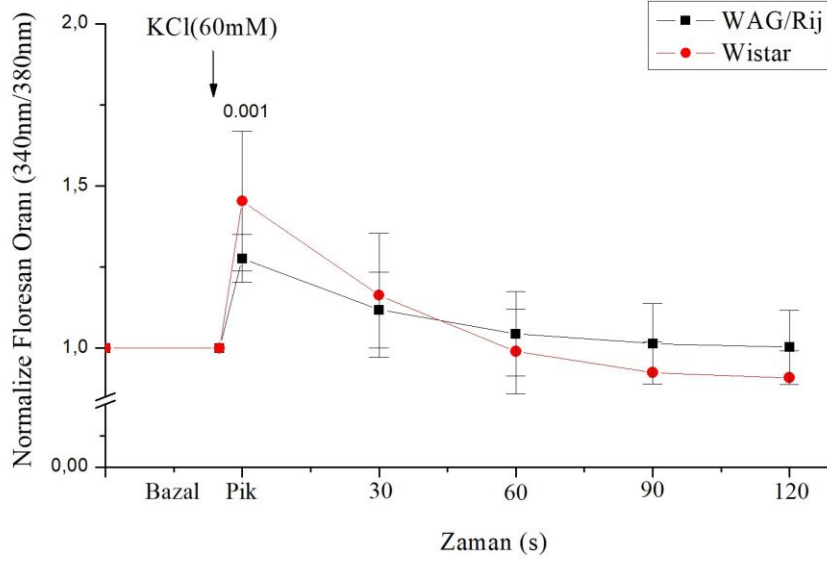 2,0
KCl(60mM)
WAG/Rij
Wistar
0.001
1,5
1,0
0,00
Normalize Floresan Oranı (340nm/380nm)
Bazal Pik 30 60 90 120
Zaman (s)